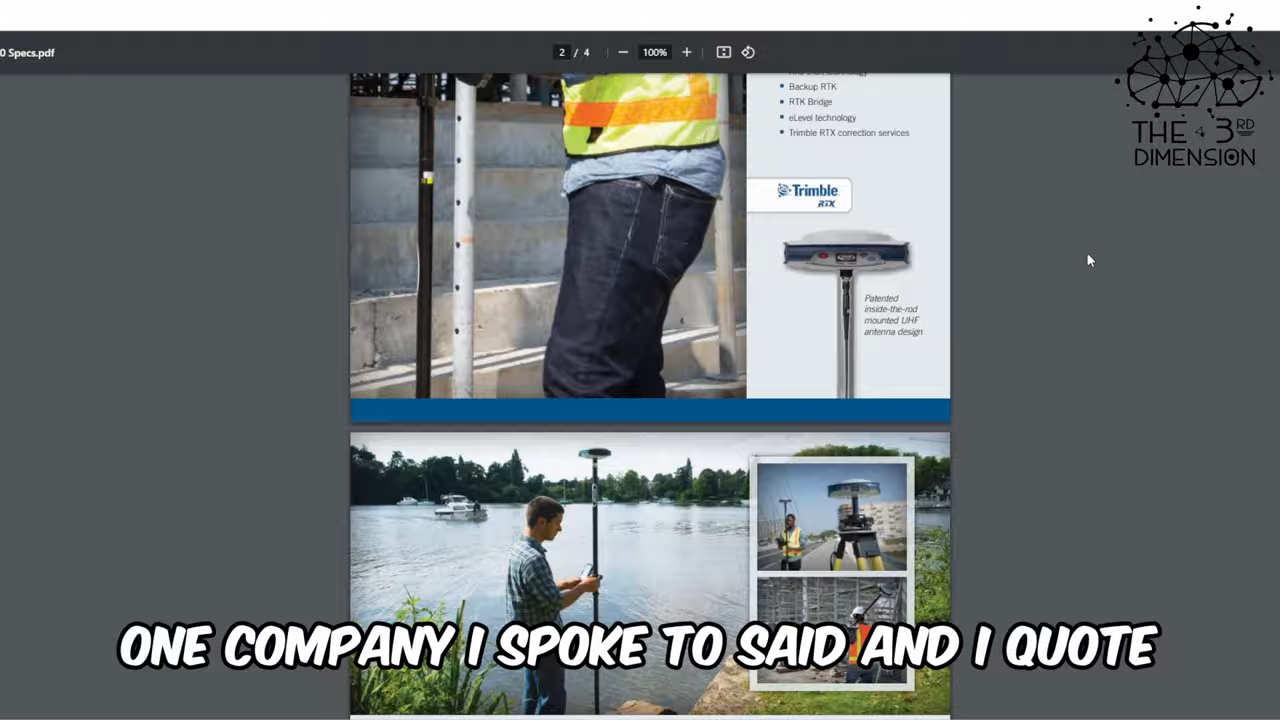 0 Specs.pdf
2 / 4
100%
THE 3RD
DIMENSION
Backup RTK
RTK Bridge
eLevel technology
Trimble RTX correction services
Trimble
RTX
Patented
inside-the-rod
mounted UHF
antenna design
ONE COMPANY I SPOKE TO SAID AND I QUOTE